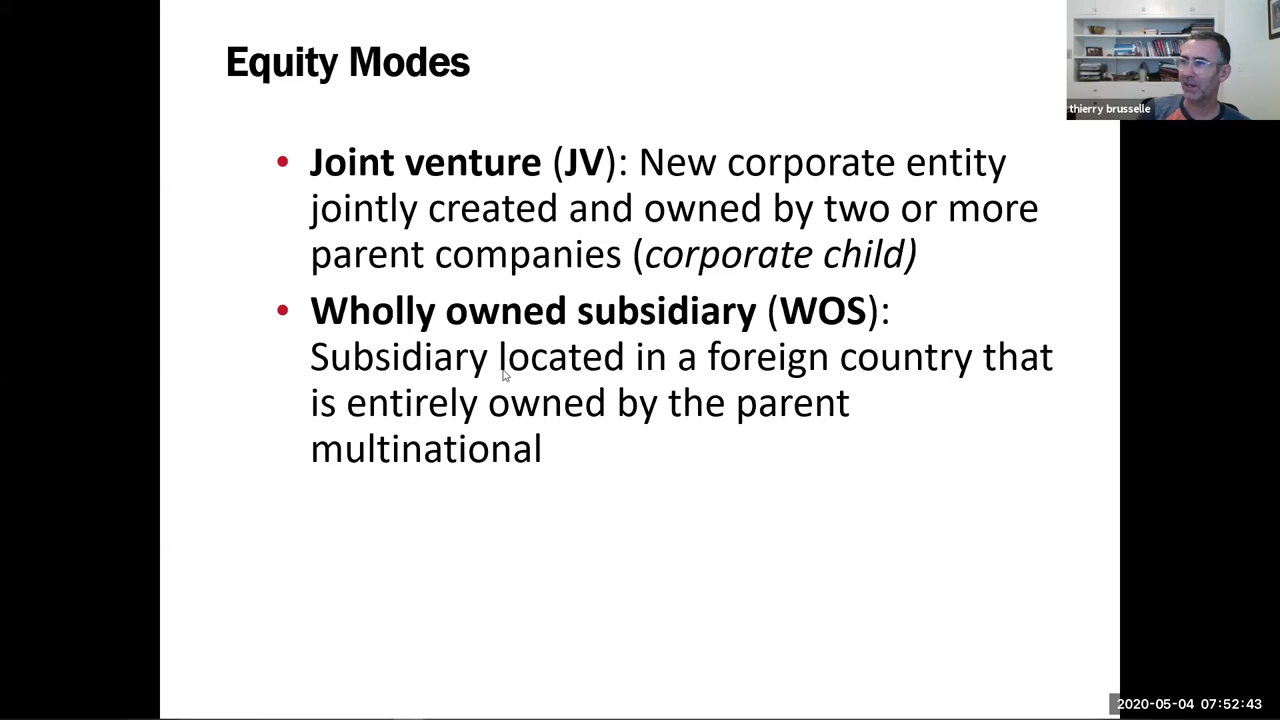 Equity Modes
thierry brusselle
• Joint venture (JV): New corporate entity
jointly created and owned by two or more
parent companies (corporate child)
• Wholly owned subsidiary (WOS):
Subsidiary located in a foreign country that
is entirely owned by the parent
multinational
2020-05-04 07:52:43